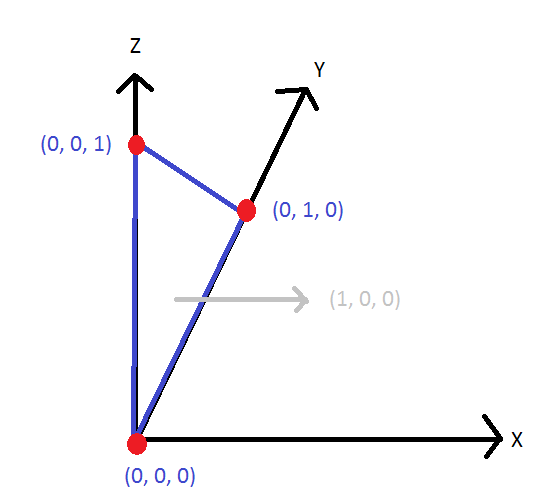 Z
Y
(0, 0, 1)
(0, 1, 0)
(1, 0, 0)
X
(0, 0, 0)